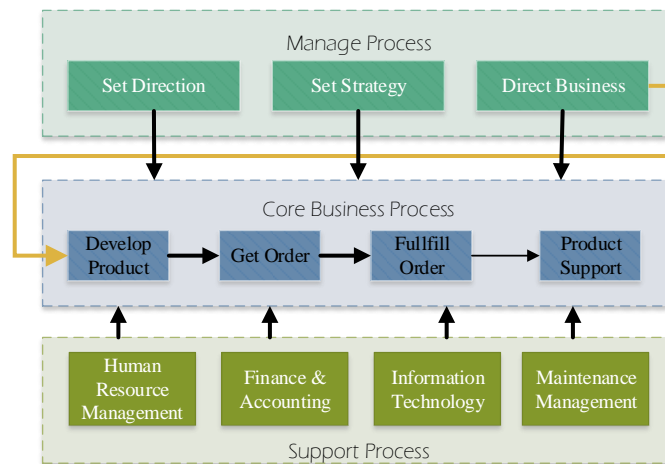 Manage Process
Set Direction
Set Strategy
Direct Business
Core Business Process
Develop
Product
Get Order
Fullfill
Order
Product
Support
Human
Resource
Management
Finance &
Accounting
Information
Technology
Maintenance
Management
Support Process